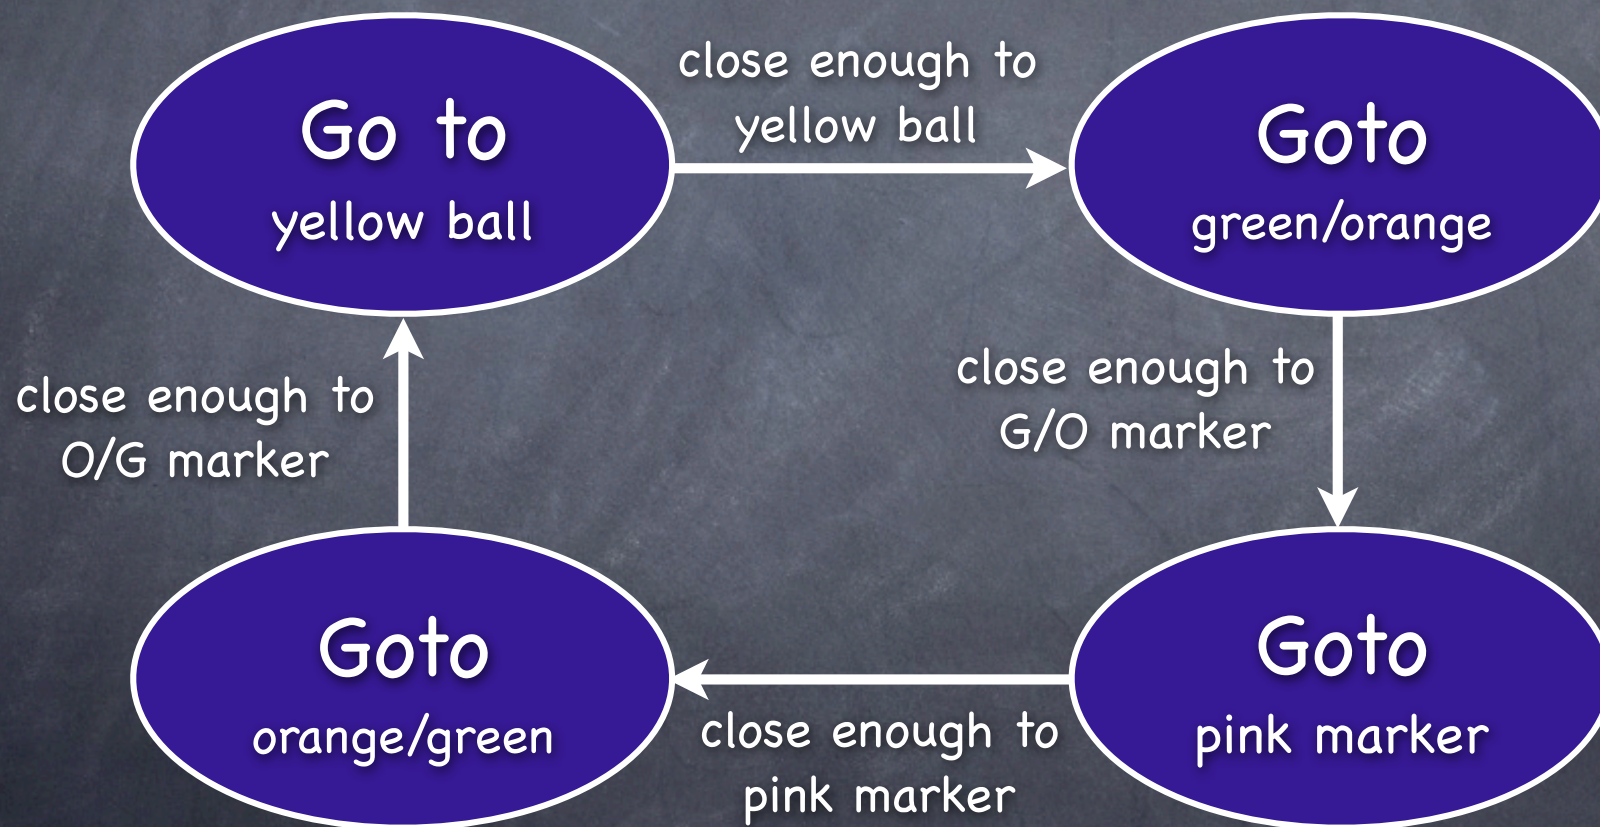 Go to
yellow ball
close enough to
yellow ball
Goto
green/orange
close enough to
O/G marker
close enough to
G/O marker
Goto
orange/green
close enough to
pink marker
Goto
pink marker